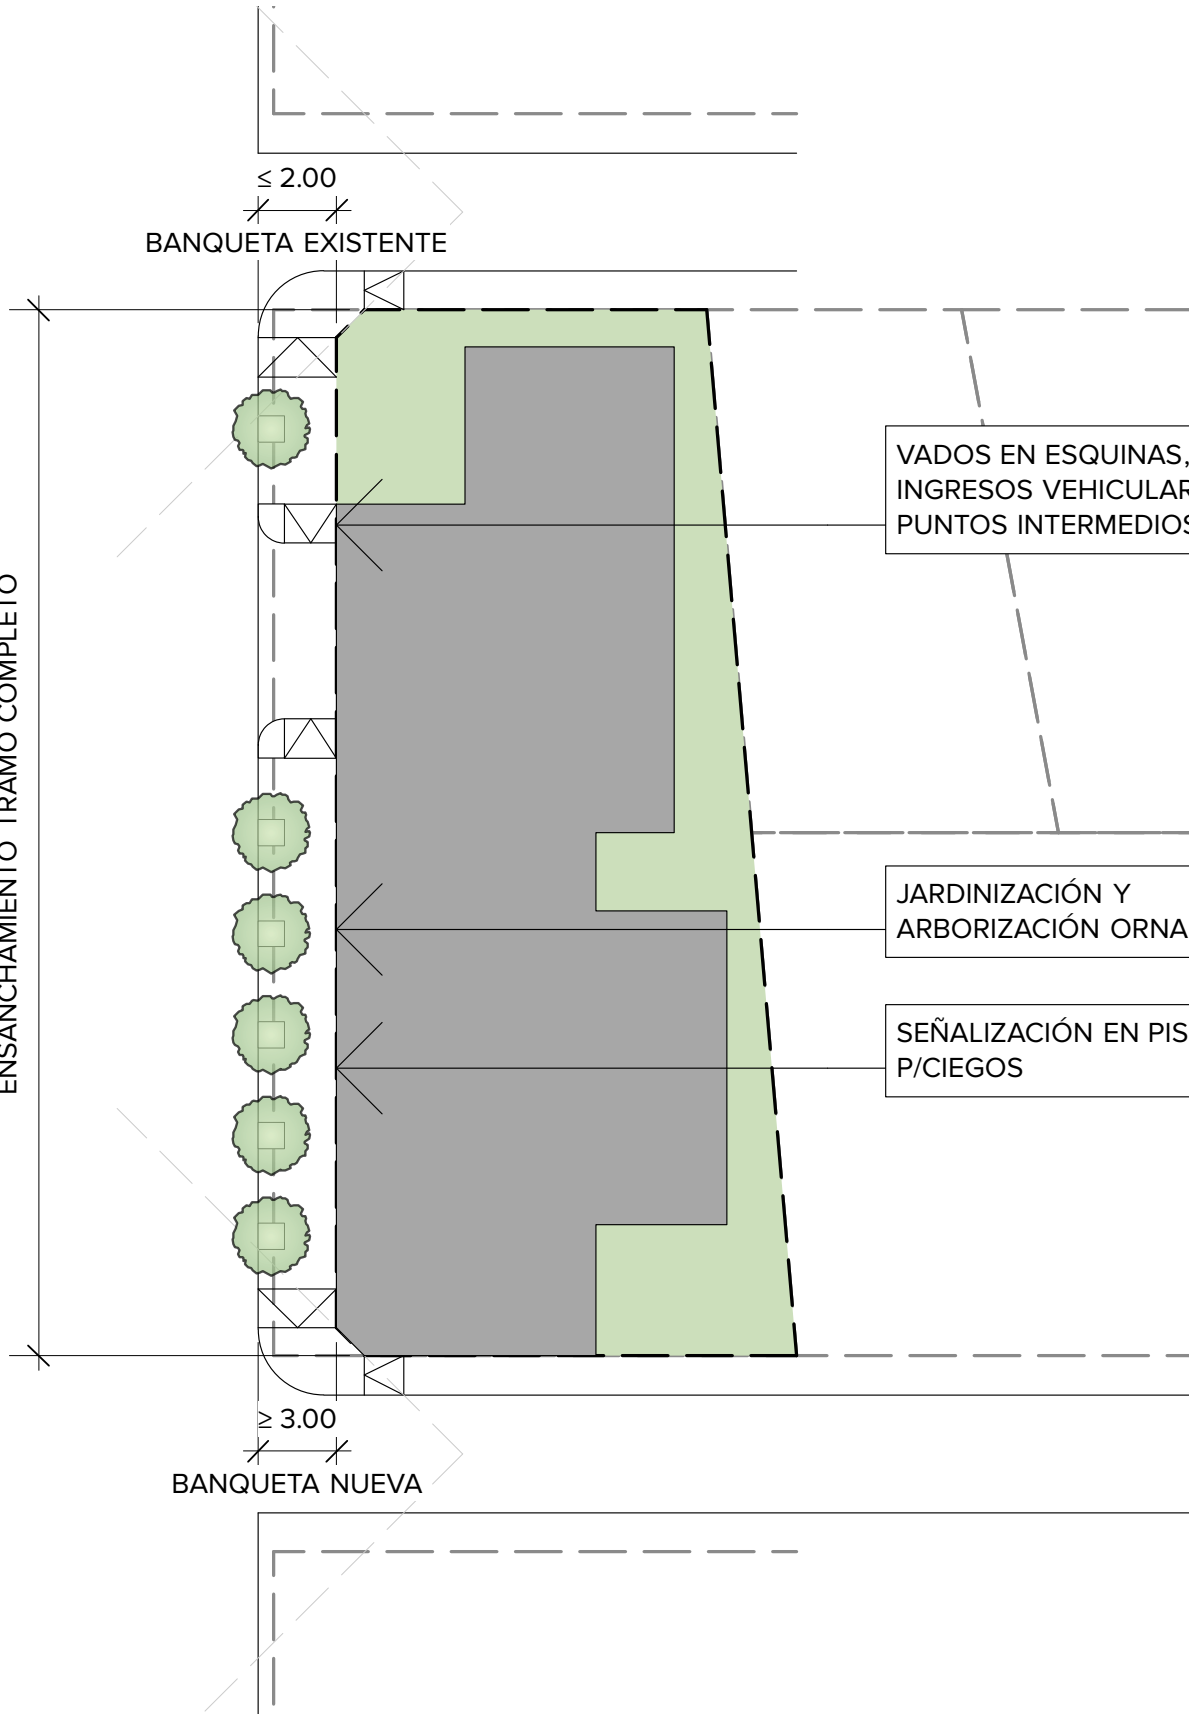 ≤ 2.00
BANQUETA EXISTENTE
ENSANCHAMIENTO TRAMO COMPLETO
VADOS EN ESQUINAS,
INGRESOS VEHICULAR
PUNTOS INTERMEDIOS
JARDINIZACIÓN Y
ARBORIZACIÓN ORNA
SEÑALIZACIÓN EN PIS
P/CIEGOS
≥ 3.00
BANQUETA NUEVA